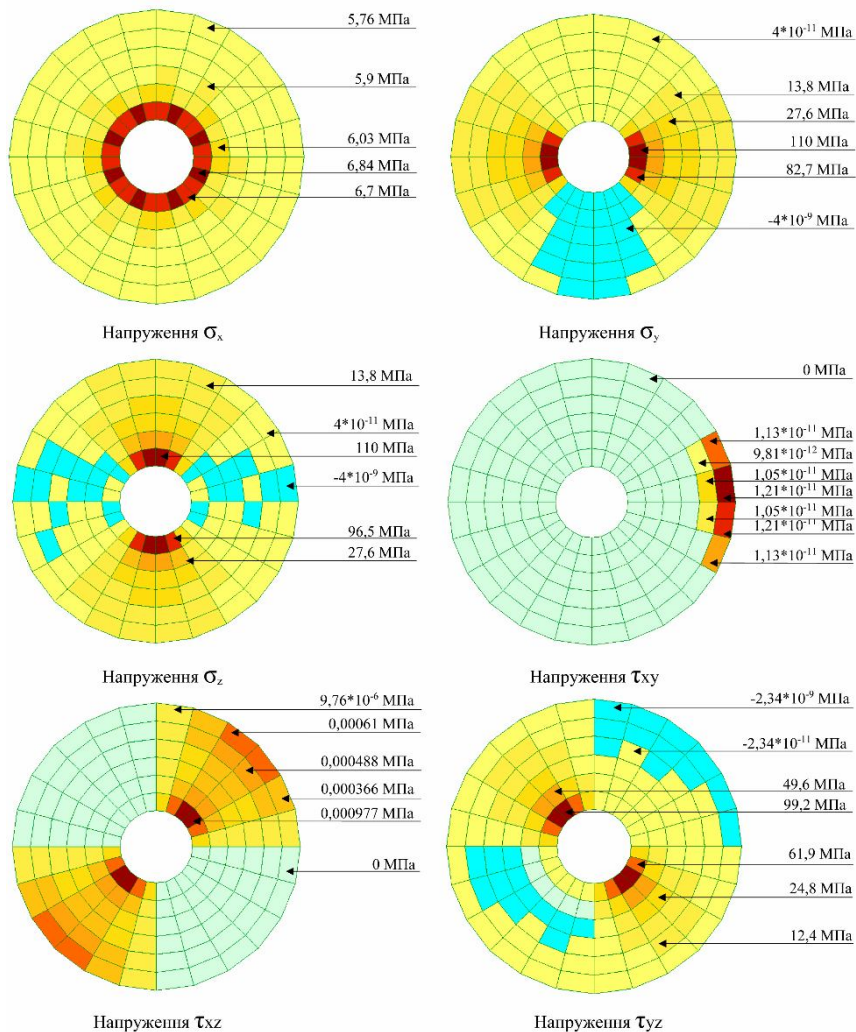 5,76 МПа
5,9 МПа
6,03 МПа
6,84 МПа
6,7 МПа
Напруження σx
4*10⁻¹¹ МПа
13,8 МПа
27,6 МПа
110 МПа
82,7 МПа
-4*10⁻⁹ МПа
Напруження σy
13,8 МПа
4*10⁻¹¹ МПа
110 МПа
-4*10⁻⁹ МПа
96,5 МПа
27,6 МПа
Напруження σz
0 МПа
1,13*10⁻¹¹ МПа
9,81*10⁻¹² МПа
1,05*10⁻¹¹ МПа
1,21*10⁻¹¹ МПа
1,05*10⁻¹¹ МПа
1,21*10⁻¹¹ МПа
1,13*10⁻¹¹ МПа
Напруження τxy
9,76*10⁻⁶ МПа
0,00061 МПа
0,000488 МПа
0,000366 МПа
0,000977 МПа
0 МПа
Напруження τxz
-2,34*10⁻⁹ МПа
-2,34*10⁻¹¹ МПа
49,6 МПа
99,2 МПа
61,9 МПа
24,8 МПа
12,4 МПа
Напруження τyz